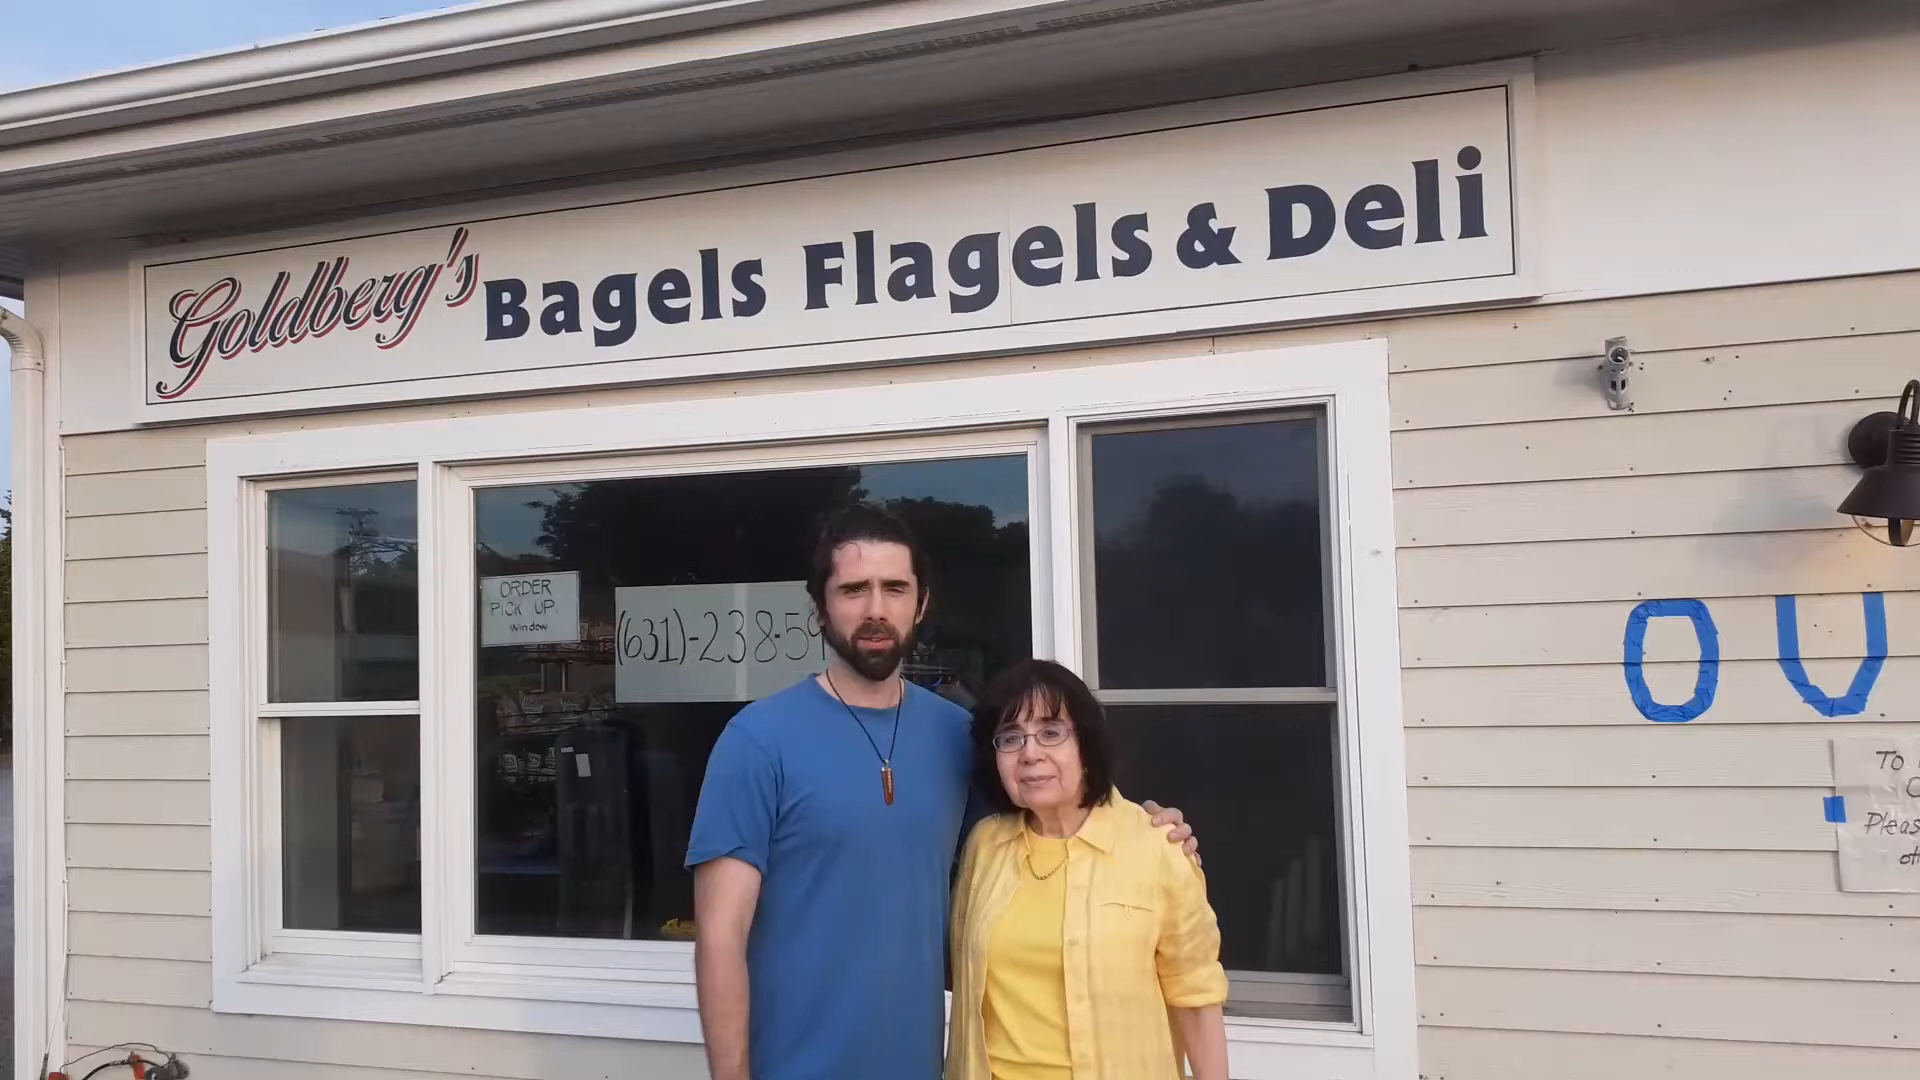 Goldberg's Bagels Flagels & Deli
ORDER
PICK UP
Window
(631)-238-59
OU
To
Pleas